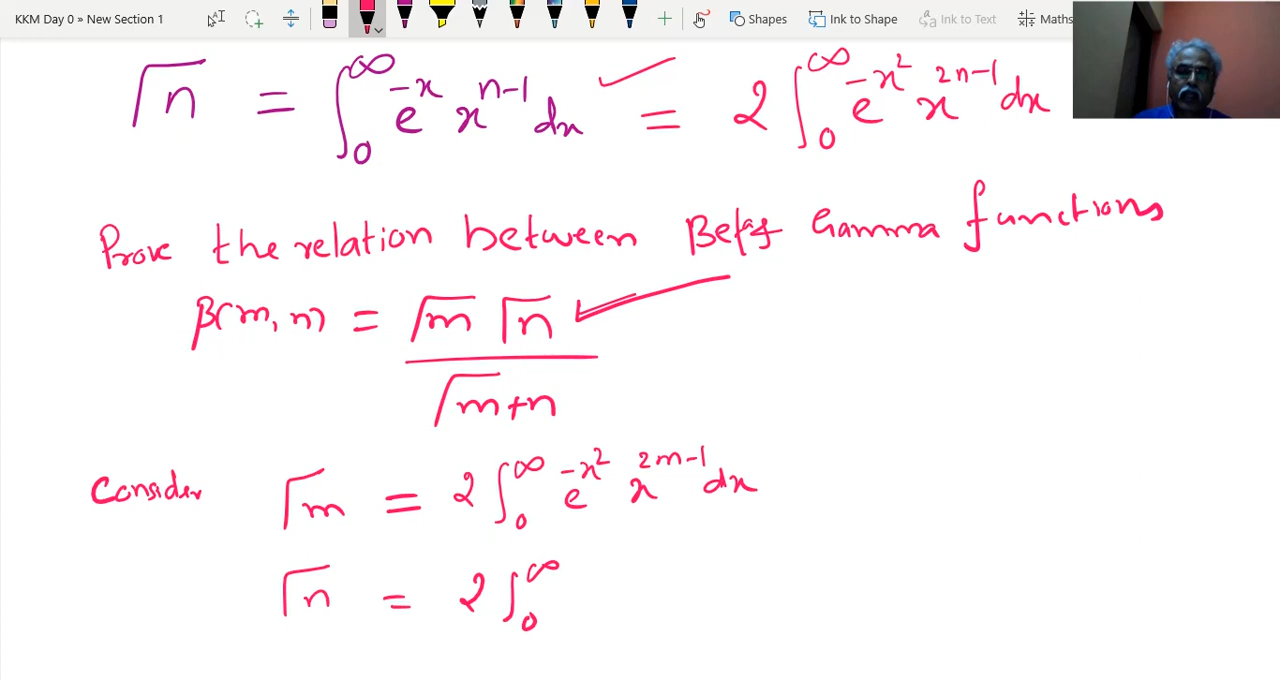 KKM Day 0 » New Section 1 Shapes Ink to Shape Ink to Text Maths
Γn = ∫₀^∞ e^(-x) x^(n-1) dx ✓ = 2 ∫₀^∞ e^(-x²) x^(2n-1) dx
Prove the relation between Beta & Gamma functions
β(m, n) = Γm Γn / Γm+n
Consider Γm = 2 ∫₀^∞ e^(-x²) x^(2m-1) dx
Γn = 2 ∫₀^∞